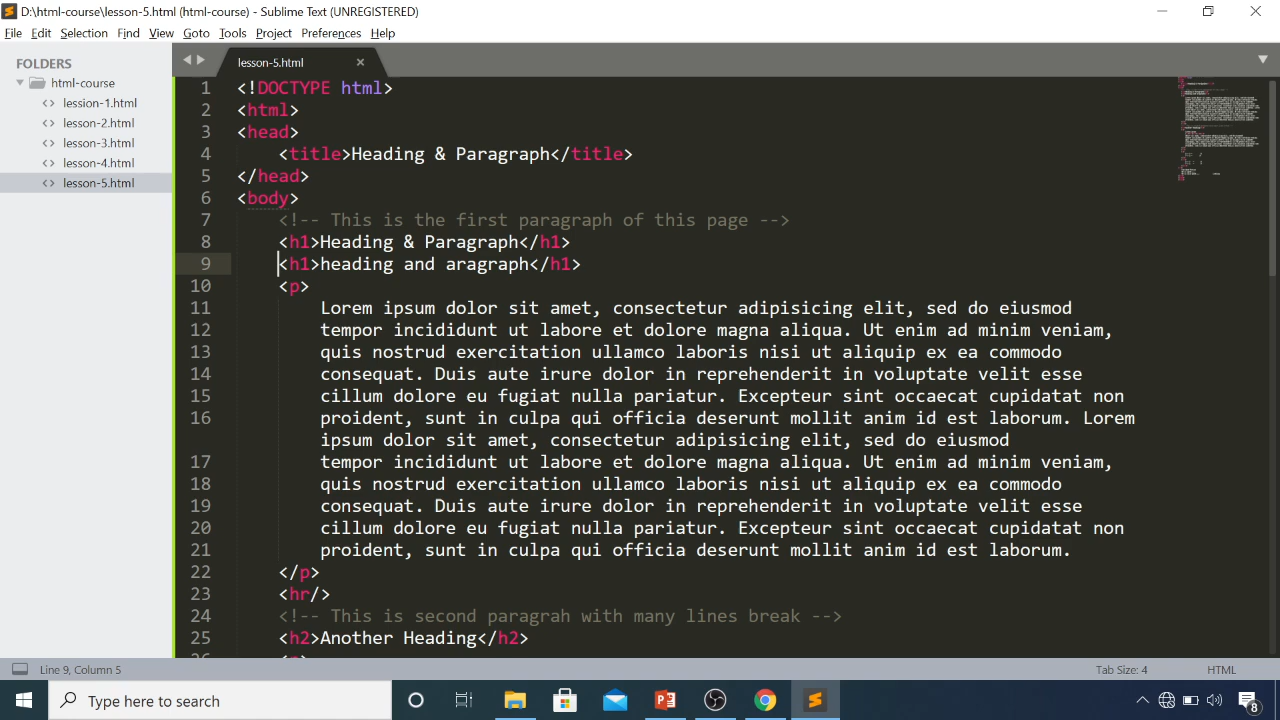 D:\html-course\lesson-5.html (html-course) - Sublime Text (UNREGISTERED)
File Edit Selection Find View Goto Tools Project Preferences Help
FOLDERS
html-course
lession-1.html
lesson-2.html
lesson-3.html
lesson-4.html
lesson-5.html
lesson-5.html
1 <!DOCTYPE html>
2 <html>
3 <head>
4 <title>Heading & Paragraph</title>
5 </head>
6 <body>
7 <!-- This is the first paragraph of this page -->
8 <h1>Heading & Paragraph</h1>
9 <h1>heading and aragraph</h1>
10 <p>
11 Lorem ipsum dolor sit amet, consectetur adipisicing elit, sed do eiusmod
12 tempor incididunt ut labore et dolore magna aliqua. Ut enim ad minim veniam,
13 quis nostrud exercitation ullamco laboris nisi ut aliquip ex ea commodo
14 consequat. Duis aute irure dolor in reprehenderit in voluptate velit esse
15 cillum dolore eu fugiat nulla pariatur. Excepteur sint occaecat cupidatat non
16 proident, sunt in culpa qui officia deserunt mollit anim id est laborum. Lorem
ipsum dolor sit amet, consectetur adipisicing elit, sed do eiusmod
17 tempor incididunt ut labore et dolore magna aliqua. Ut enim ad minim veniam,
18 quis nostrud exercitation ullamco laboris nisi ut aliquip ex ea commodo
19 consequat. Duis aute irure dolor in reprehenderit in voluptate velit esse
20 cillum dolore eu fugiat nulla pariatur. Excepteur sint occaecat cupidatat non
21 proident, sunt in culpa qui officia deserunt mollit anim id est laborum.
22 </p>
23 <hr/>
24 <!-- This is second paragrah with many lines break -->
25 <h2>Another Heading</h2>
Line 9, Column 5
Tab Size: 4
HTML
Type here to search
8